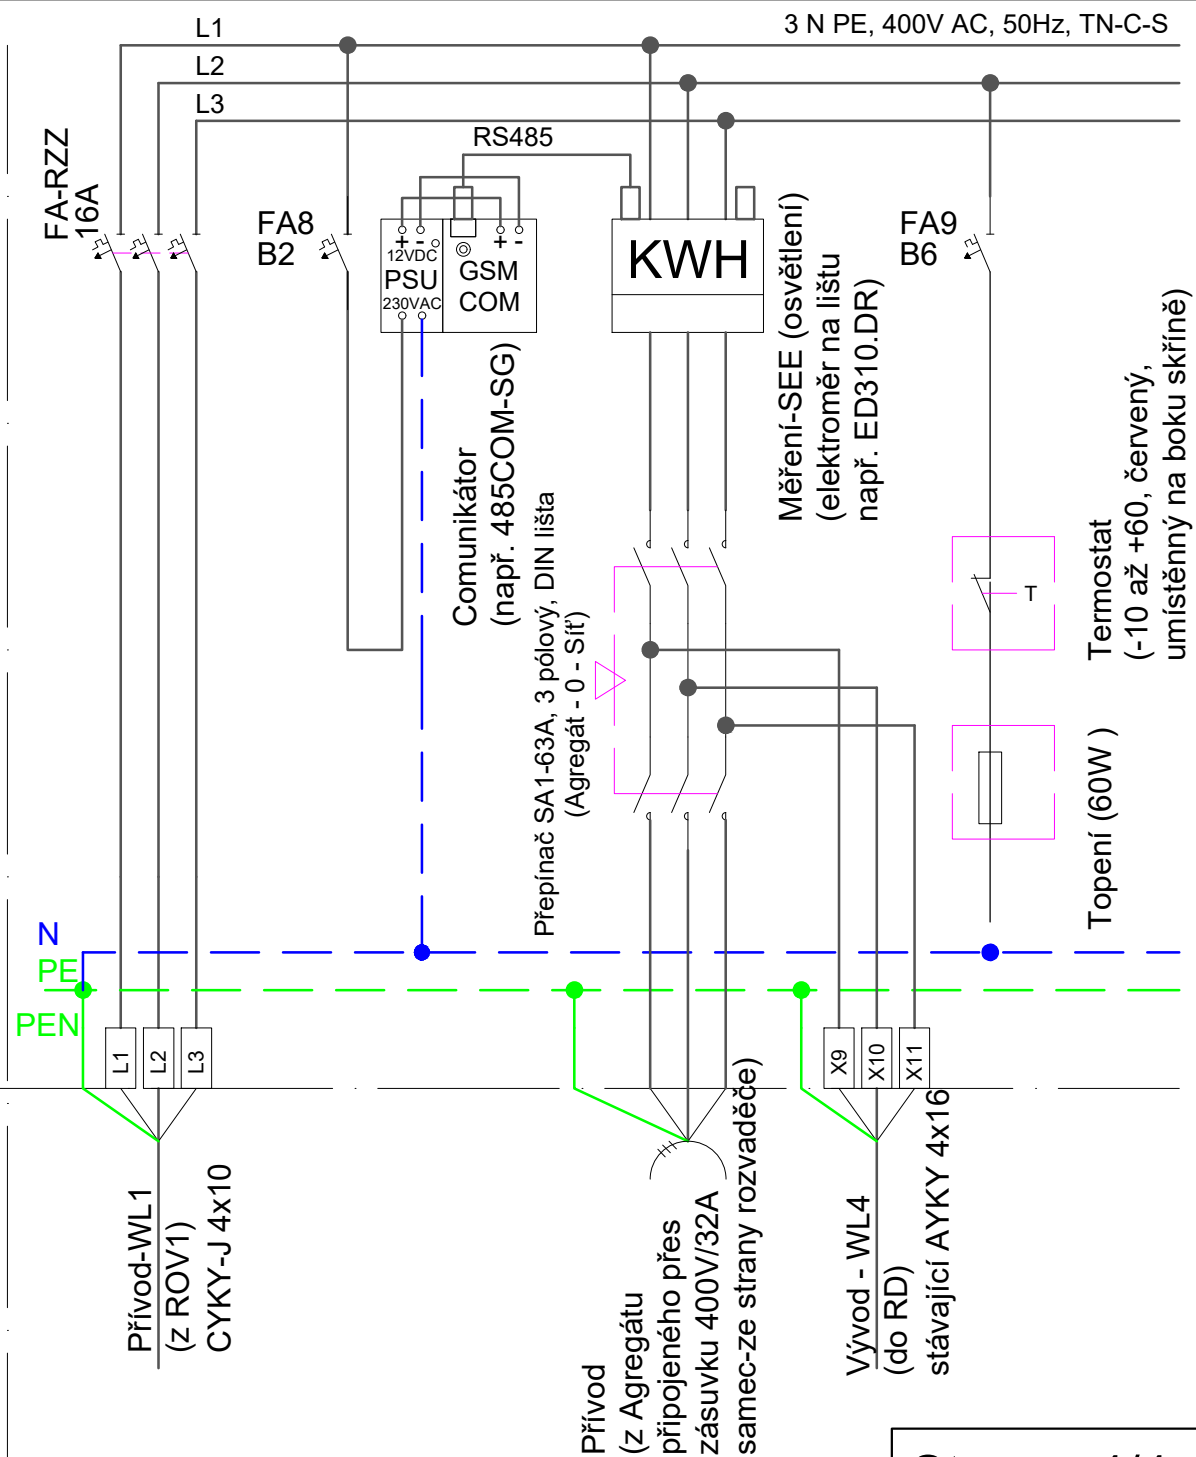 3 N PE, 400V AC, 50Hz, TN-C-S
L1
L2
L3
FA-RZZ
16A
FA8
B2
RS485
+ -
12VDC
PSU
230VAC
+ -
GSM
COM
KWH
FA9
B6
Comunikátor
(např. 485COM-SG)
Měření-SEE (osvětlení)
(elektroměr na lištu
např. ED310.DR)
Přepínač SA1-63A, 3 pólový, DIN lišta
(Agregát - 0 - Síť)
T
Termostat
(-10 až +60, červený,
umístěnný na boku skříně)
Topení (60W )
N
PE
PEN
L1
L2
L3
X9
X10
X11
Přívod-WL1
(z ROV1)
CYKY-J 4x10
Přívod
(z Agregátu
připojeného přes
zásuvku 400V/32A
samec-ze strany rozvaděče)
Vývod - WL4
(do RD)
stávající AYKY 4x16